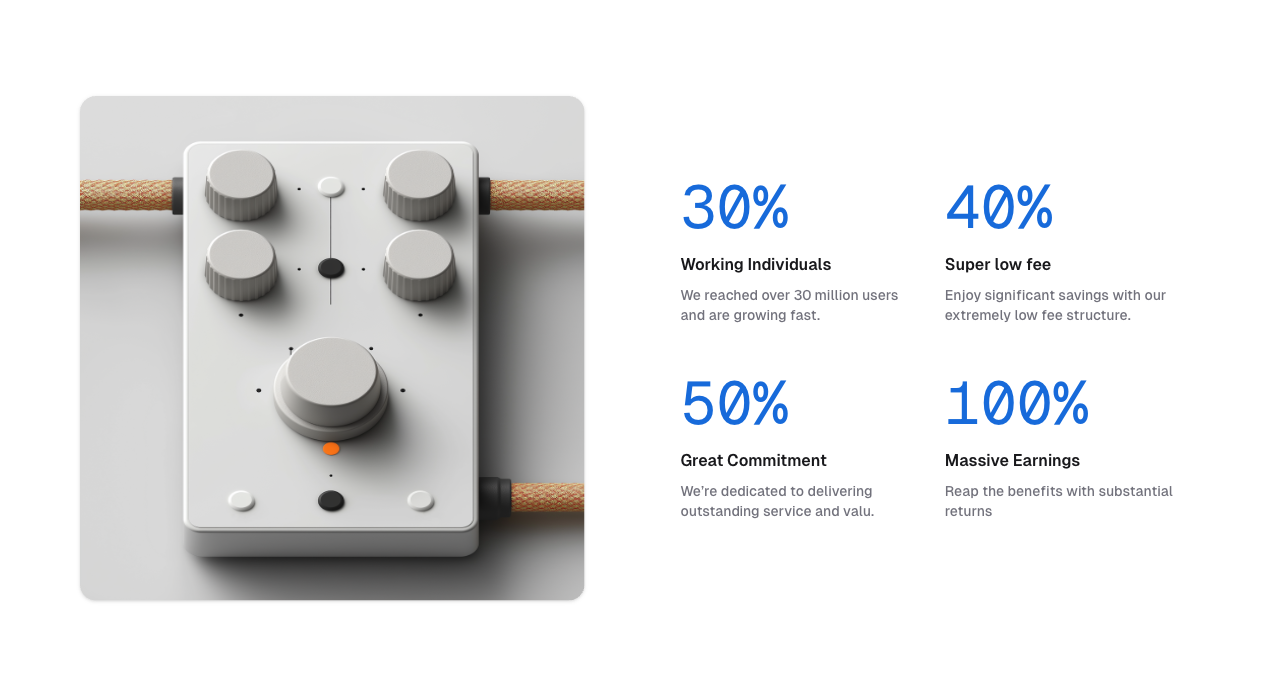 30%
Working Individuals
We reached over 30 million users
and are growing fast.
40%
Super low fee
Enjoy significant savings with our
extremely low fee structure.
50%
Great Commitment
We're dedicated to delivering
outstanding service and valu.
100%
Massive Earnings
Reap the benefits with substantial
returns